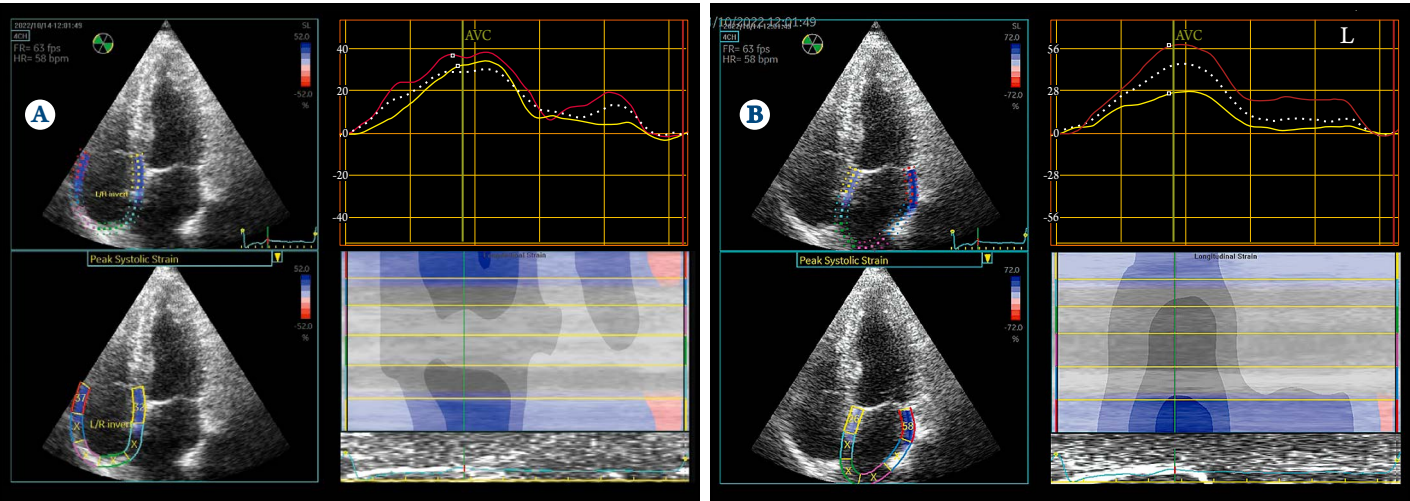 A
2022/10/14-12:01:49
4CH
FR= 63 fps
HR= 58 bpm
SL
52.0
-52.0
%
AVC
40
20
-0
-20
-40
L/R invert
Peak Systolic Strain
52.0
-52.0
%
37
X
X
X
X
X
L/R invert
Longitudinal Strain
B
/10/2022 12:01:49
4CH
FR= 63 fps
HR= 58 bpm
SL
72.0
-72.0
%
AVC
L
56
28
-0
-28
-56
Peak Systolic Strain
72.0
-72.0
%
58
X
X
X
X
Longitudinal Strain